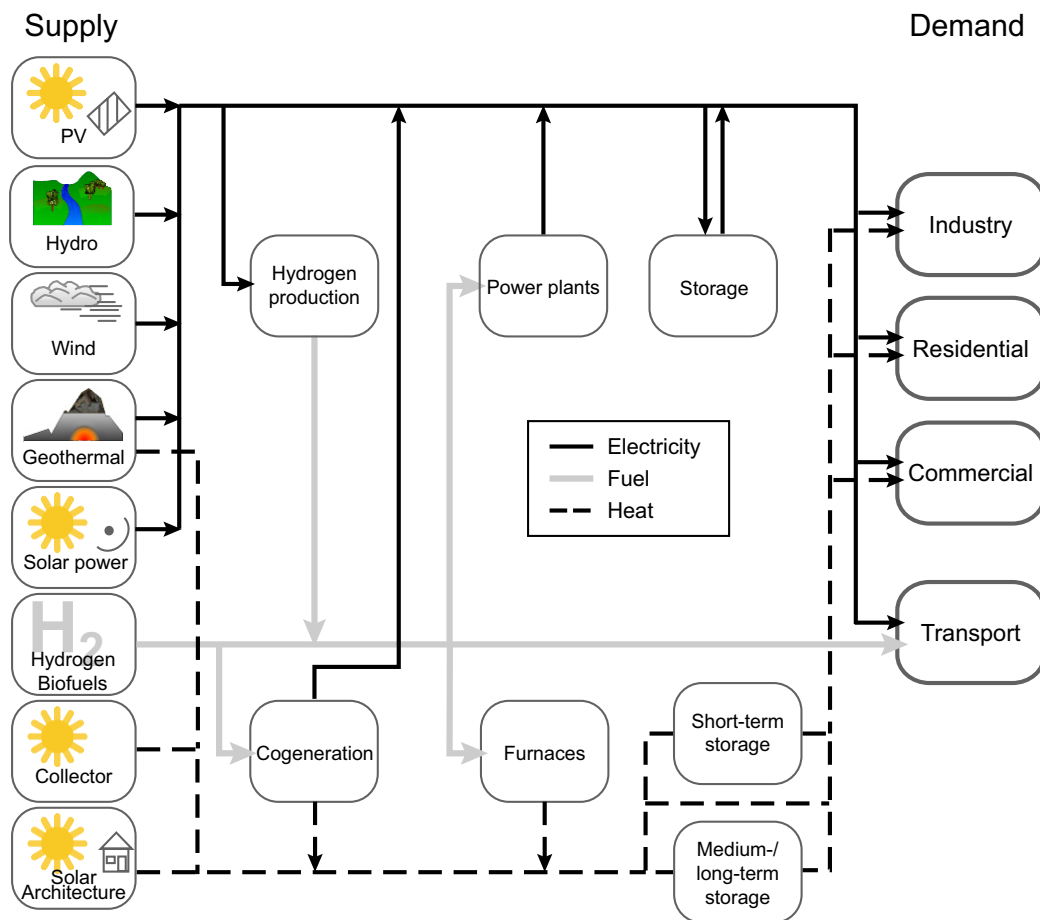 Supply
Demand
PV
Hydro
Wind
Geothermal
Solar power
H2
Hydrogen
Biofuels
Collector
Solar
Architecture
Hydrogen
production
Power plants
Storage
Electricity
Fuel
Heat
Cogeneration
Furnaces
Short-term
storage
Medium-/
long-term
storage
Industry
Residential
Commercial
Transport